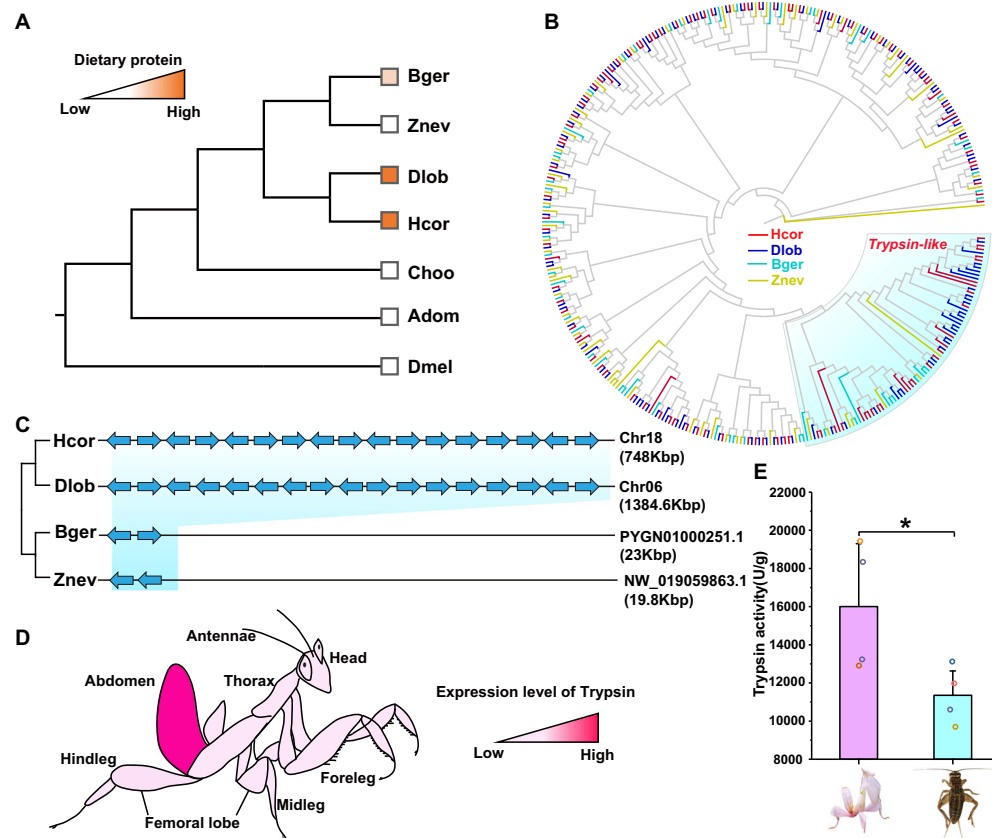 A
Dietary protein
Low
High
Bger
Znev
Dlob
Hcor
Choo
Adom
Dmel
B
Hcor
Dlob
Bger
Znev
Trypsin-like
C
Hcor
Chr18
(748Kbp)
Dlob
Chr06
(1384.6Kbp)
Bger
PYGN01000251.1
(23Kbp)
Znev
NW_019059863.1
(19.8Kbp)
D
Antennae
Head
Abdomen
Thorax
Hindleg
Foreleg
Midleg
Femoral lobe
Expression level of Trypsin
Low
High
E
Trypsin activity(U/g)
22000
20000
18000
16000
14000
12000
10000
8000
*